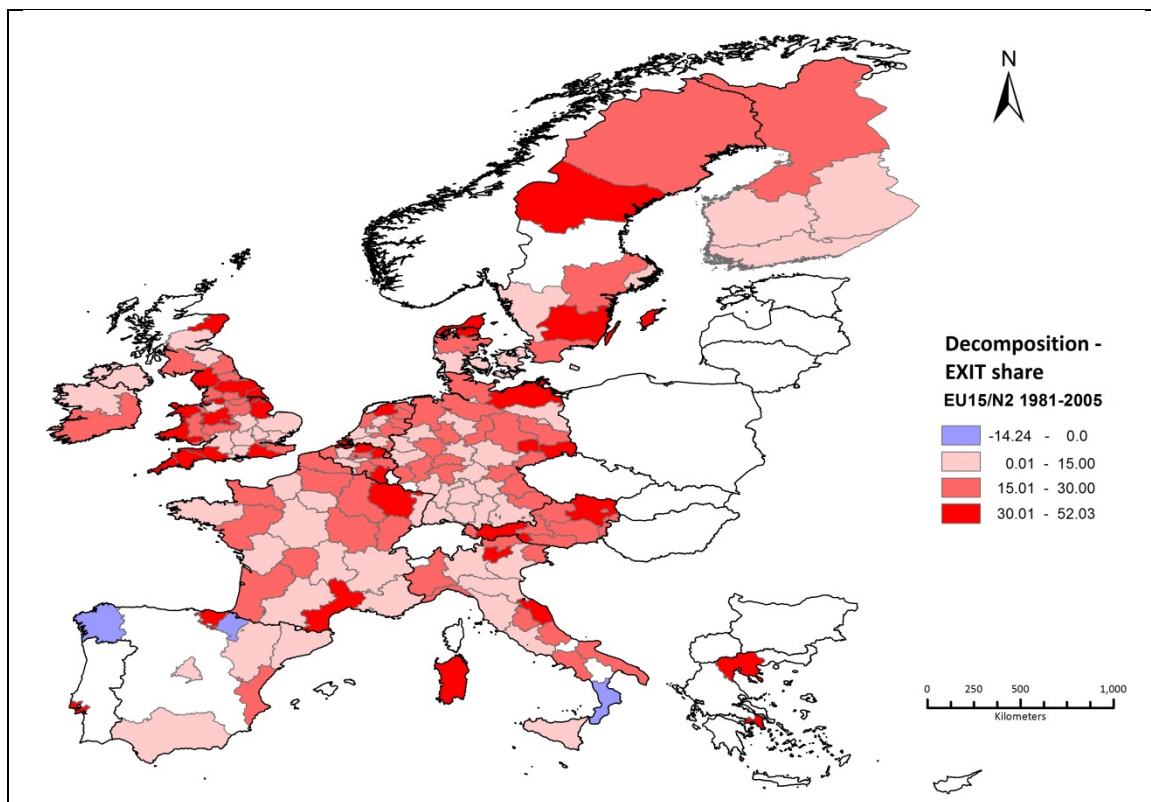 N
Decomposition -
EXIT share
EU15/N2 1981-2005
-14.24 - 0.0
0.01 - 15.00
15.01 - 30.00
30.01 - 52.03
0 250 500 1,000
Kilometers